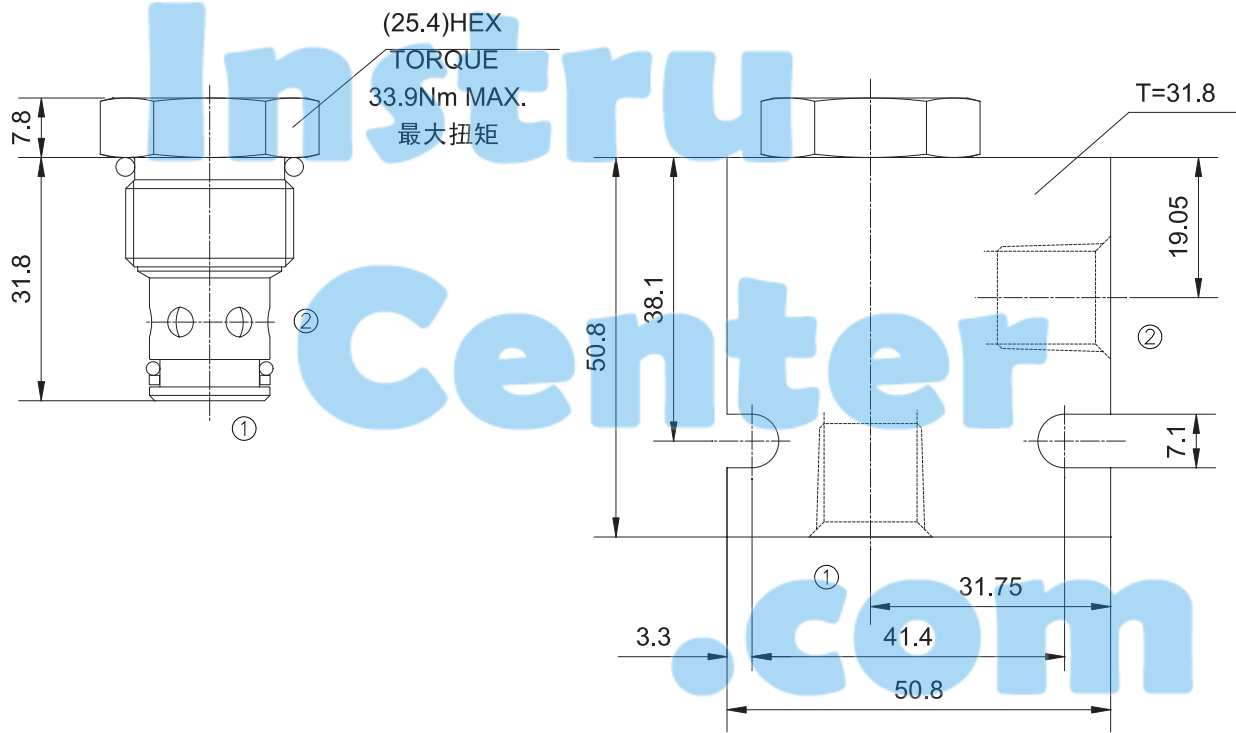 (25.4)HEX
TORQUE
33.9Nm MAX.
最大扭矩
7.8
31.8
②
①
T=31.8
19.05
38.1
50.8
②
7.1
①
31.75
3.3
41.4
50.8
Instru
Center
.com